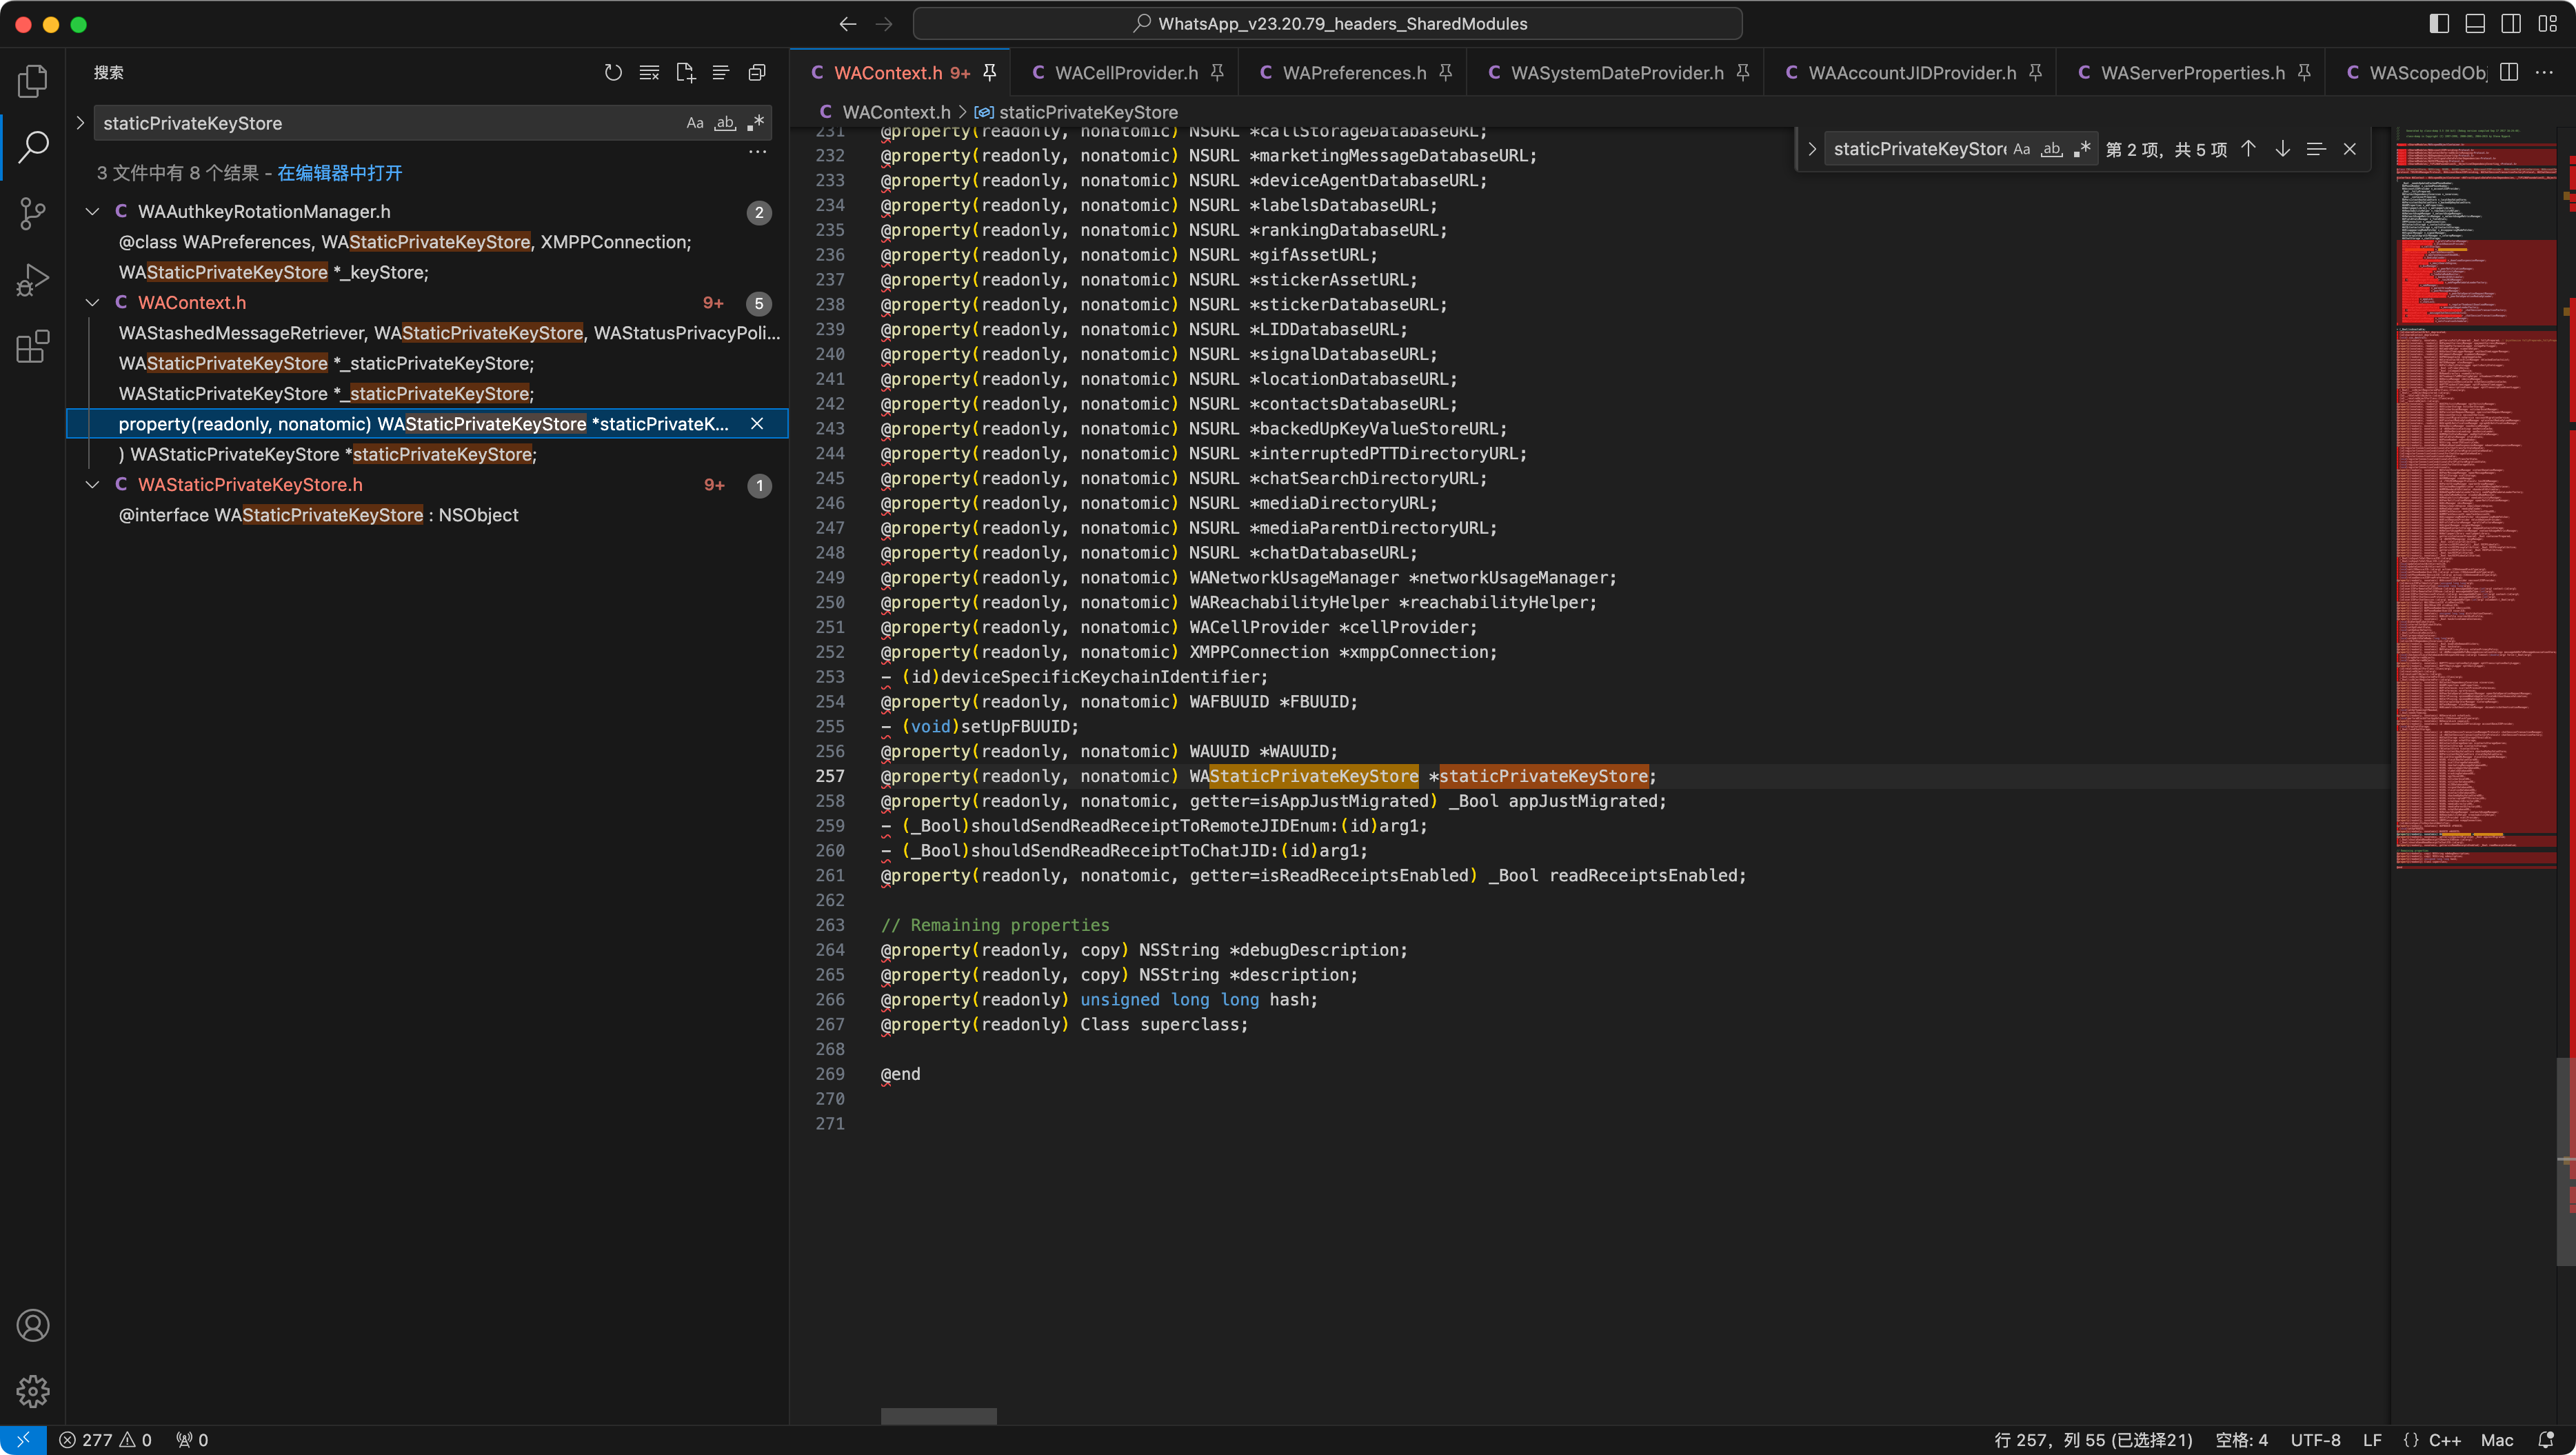 WhatsApp_v23.20.79_headers_SharedModules
搜索
staticPrivateKeyStore
Aa ab
3 文件中有 8 个结果 - 在编辑器中打开
C WAAuthkeyRotationManager.h 2
@class WAPreferences, WAStaticPrivateKeyStore, XMPPConnection;
WAStaticPrivateKeyStore *_keyStore;
C WAContext.h 9+ 5
WAStashedMessageRetriever, WAStaticPrivateKeyStore, WAStatusPrivacyPoli...
WAStaticPrivateKeyStore *_staticPrivateKeyStore;
WAStaticPrivateKeyStore *_staticPrivateKeyStore;
property(readonly, nonatomic) WAStaticPrivateKeyStore *staticPrivateK...
) WAStaticPrivateKeyStore *staticPrivateKeyStore;
C WAStaticPrivateKeyStore.h 9+ 1
@interface WAStaticPrivateKeyStore : NSObject
C WAContext.h 9+ C WACellProvider.h C WAPreferences.h C WASystemDateProvider.h C WAAccountJIDProvider.h C WAServerProperties.h C WAScopedObj
C WAContext.h > staticPrivateKeyStore
staticPrivateKeyStore Aa ab 第 2 项，共 5 项
231 @property(readonly, nonatomic) NSURL *callStorageDatabaseURL;
232 @property(readonly, nonatomic) NSURL *marketingMessageDatabaseURL;
233 @property(readonly, nonatomic) NSURL *deviceAgentDatabaseURL;
234 @property(readonly, nonatomic) NSURL *labelsDatabaseURL;
235 @property(readonly, nonatomic) NSURL *rankingDatabaseURL;
236 @property(readonly, nonatomic) NSURL *gifAssetURL;
237 @property(readonly, nonatomic) NSURL *stickerAssetURL;
238 @property(readonly, nonatomic) NSURL *stickerDatabaseURL;
239 @property(readonly, nonatomic) NSURL *LIDDatabaseURL;
240 @property(readonly, nonatomic) NSURL *signalDatabaseURL;
241 @property(readonly, nonatomic) NSURL *locationDatabaseURL;
242 @property(readonly, nonatomic) NSURL *contactsDatabaseURL;
243 @property(readonly, nonatomic) NSURL *backedUpKeyValueStoreURL;
244 @property(readonly, nonatomic) NSURL *interruptedPTTDirectoryURL;
245 @property(readonly, nonatomic) NSURL *chatSearchDirectoryURL;
246 @property(readonly, nonatomic) NSURL *mediaDirectoryURL;
247 @property(readonly, nonatomic) NSURL *mediaParentDirectoryURL;
248 @property(readonly, nonatomic) NSURL *chatDatabaseURL;
249 @property(readonly, nonatomic) WANetworkUsageManager *networkUsageManager;
250 @property(readonly, nonatomic) WAReachabilityHelper *reachabilityHelper;
251 @property(readonly, nonatomic) WACellProvider *cellProvider;
252 @property(readonly, nonatomic) XMPPConnection *xmppConnection;
253 - (id)deviceSpecificKeychainIdentifier;
254 @property(readonly, nonatomic) WAFBUUID *FBUUID;
255 - (void)setUpFBUUID;
256 @property(readonly, nonatomic) WAUUID *WAUUID;
257 @property(readonly, nonatomic) WAStaticPrivateKeyStore *staticPrivateKeyStore;
258 @property(readonly, nonatomic, getter=isAppJustMigrated) _Bool appJustMigrated;
259 - (_Bool)shouldSendReadReceiptToRemoteJIDEnum:(id)arg1;
260 - (_Bool)shouldSendReadReceiptToChatJID:(id)arg1;
261 @property(readonly, nonatomic, getter=isReadReceiptsEnabled) _Bool readReceiptsEnabled;
262
263 // Remaining properties
264 @property(readonly, copy) NSString *debugDescription;
265 @property(readonly, copy) NSString *description;
266 @property(readonly) unsigned long long hash;
267 @property(readonly) Class superclass;
268
269 @end
270
271
277 0 0
行 257，列 55 (已选择21) 空格: 4 UTF-8 LF {} C++ Mac